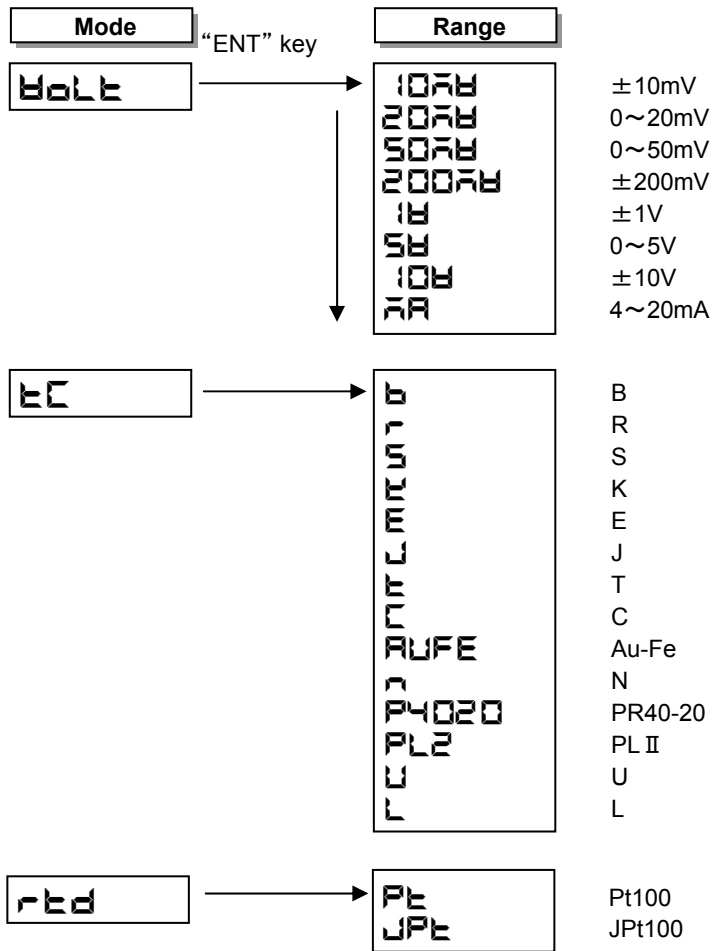 Mode “ENT” key Range
VoLt 10mV ±10mV
20mV 0～20mV
50mV 0～50mV
200mV ±200mV
1V ±1V
5V 0～5V
10V ±10V
mA 4～20mA
tC b B
r R
S S
K K
E E
J J
t T
C C
AUFE Au-Fe
n N
P4020 PR40-20
PL2 PLⅡ
U U
L L
rtd Pt Pt100
JPt JPt100